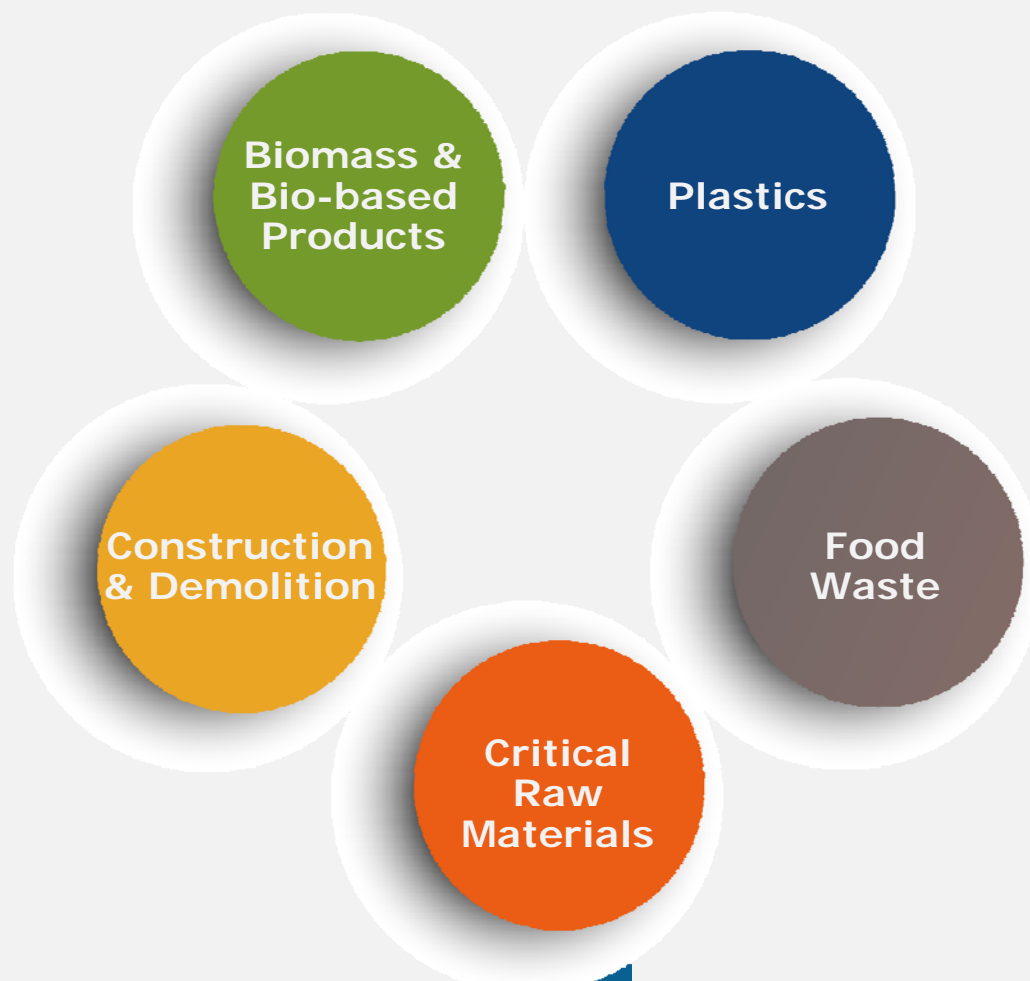 Biomass &
Bio-based
Products
Plastics
Construction
& Demolition
Food
Waste
Critical
Raw
Materials